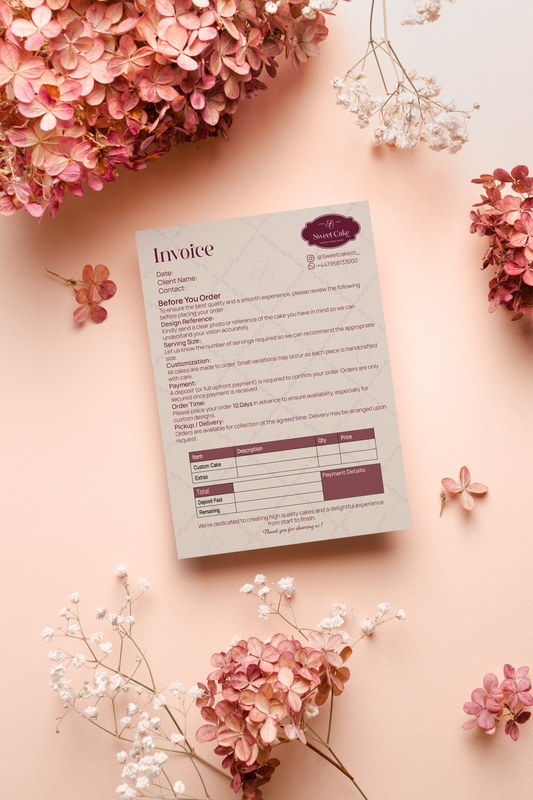 Invoice
Sweet Cake
@Sweetcakeco_
+447958133000
Date:
Client Name:
Contact:
Before You Order
To ensure the best quality and a smooth experience, please review the following
before placing your order:
Design Reference:
Kindly send a clear photo or reference of the cake you have in mind so we can
understand your vision accurately.
Serving Size:
Let us know the number of servings required so we can recommend the appropriate
size.
Customization:
All cakes are made to order. Small variations may occur as each piece is handcrafted
with care.
Payment:
A deposit (or full upfront payment) is required to confirm your order. Orders are only
secured once payment is received.
Order Time:
Please place your order 10 Days in advance to ensure availability, especially for
custom designs.
Pickup / Delivery:
Orders are available for collection at the agreed time. Delivery may be arranged upon
request.
Item Description Qty Price
Custom Cake
Extras
Total
Payment Details:
Deposit Paid
Remaining
We're dedicated to creating high quality cakes and a delightful experience
from start to finish.
Thank you for choosing us !